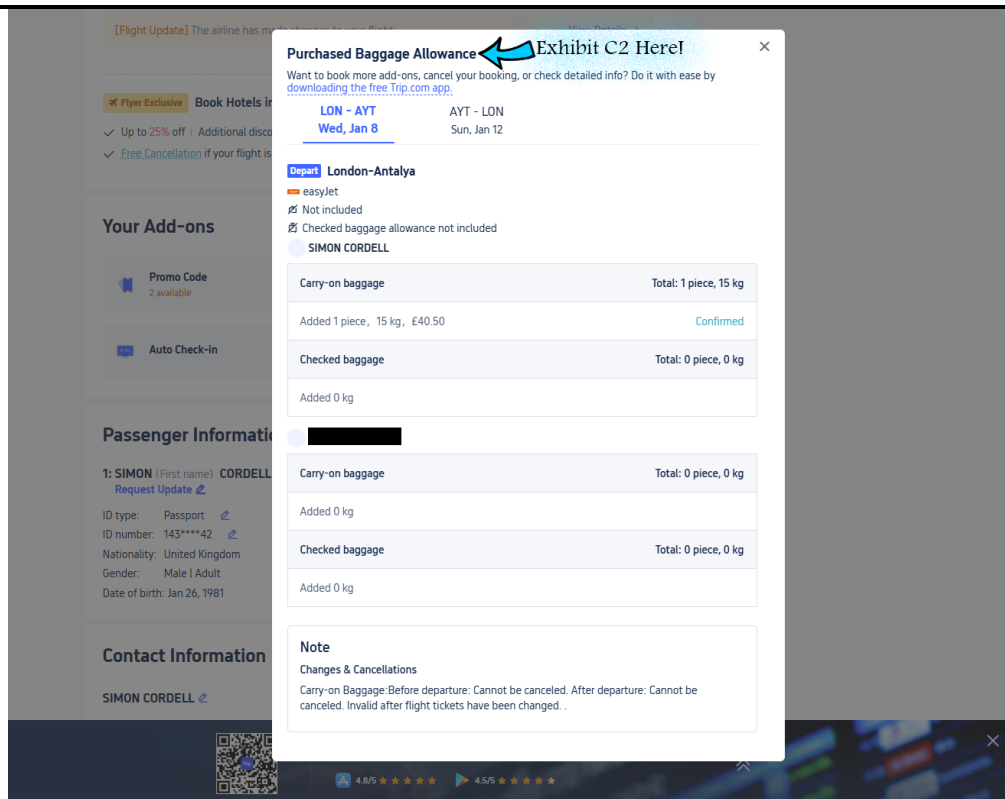 [Flight Update] The airline has made changes to your flight. View Details
Purchased Baggage Allowance
Exhibit C2 Here!
Want to book more add-ons, cancel your booking, or check detailed info? Do it with ease by
downloading the free Trip.com app.
LON - AYT
Wed, Jan 8
AYT - LON
Sun, Jan 12
Depart London-Antalya
easyJet
Not included
Checked baggage allowance not included
SIMON CORDELL
Carry-on baggage Total: 1 piece, 15 kg
Added 1 piece, 15 kg, £40.50 Confirmed
Checked baggage Total: 0 piece, 0 kg
Added 0 kg
Carry-on baggage Total: 0 piece, 0 kg
Added 0 kg
Checked baggage Total: 0 piece, 0 kg
Added 0 kg
Note
Changes & Cancellations
Carry-on Baggage:Before departure: Cannot be canceled. After departure: Cannot be
canceled. Invalid after flight tickets have been changed. .
Flyer Exclusive Book Hotels in
Up to 25% off Additional disco
Free Cancellation if your flight is
Your Add-ons
Promo Code
2 available
Auto Check-in
Passenger Informatio
1: SIMON (First name) CORDELL
Request Update
ID type: Passport
ID number: 143****42
Nationality: United Kingdom
Gender: Male | Adult
Date of birth: Jan 26, 1981
Contact Information
SIMON CORDELL
4.8/5
4.5/5